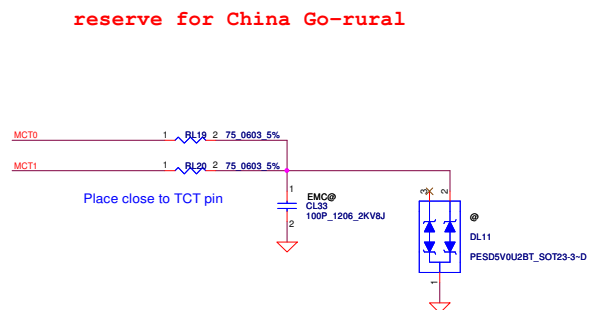 reserve for China Go-rural
MCT0
1 RL19 2 75_0603_5%
MCT1
1 RL20 2 75_0603_5%
Place close to TCT pin
1
EMC@
CL33
100P_1206_2KV8J
2
3 2
@
DL11
PESD5V0U2BT_SOT23-3~D
1